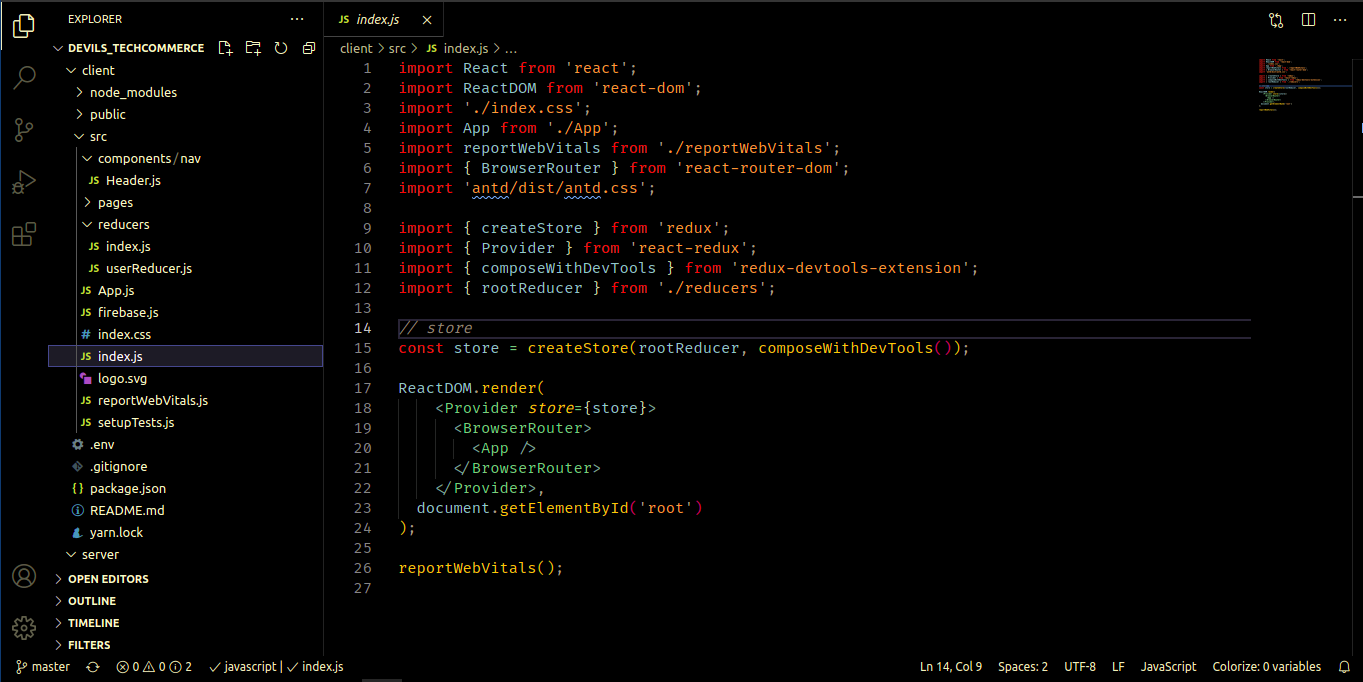 EXPLORER
DEVILS_TECHCOMMERCE
client
node_modules
public
src
components/nav
JS Header.js
pages
reducers
JS index.js
JS userReducer.js
JS App.js
JS firebase.js
# index.css
JS index.js
logo.svg
JS reportWebVitals.js
JS setupTests.js
.env
.gitignore
{} package.json
README.md
yarn.lock
server
OPEN EDITORS
OUTLINE
TIMELINE
FILTERS
JS index.js
client > src > JS index.js > ...
1 import React from 'react';
2 import ReactDOM from 'react-dom';
3 import './index.css';
4 import App from './App';
5 import reportWebVitals from './reportWebVitals';
6 import { BrowserRouter } from 'react-router-dom';
7 import 'antd/dist/antd.css';
8
9 import { createStore } from 'redux';
10 import { Provider } from 'react-redux';
11 import { composeWithDevTools } from 'redux-devtools-extension';
12 import { rootReducer } from './reducers';
13
14 // store
15 const store = createStore(rootReducer, composeWithDevTools());
16
17 ReactDOM.render(
18 <Provider store={store}>
19 <BrowserRouter>
20 <App />
21 </BrowserRouter>
22 </Provider>,
23 document.getElementById('root')
24 );
25
26 reportWebVitals();
27
master 0 0 2 javascript | index.js Ln 14, Col 9 Spaces: 2 UTF-8 LF JavaScript Colorize: 0 variables